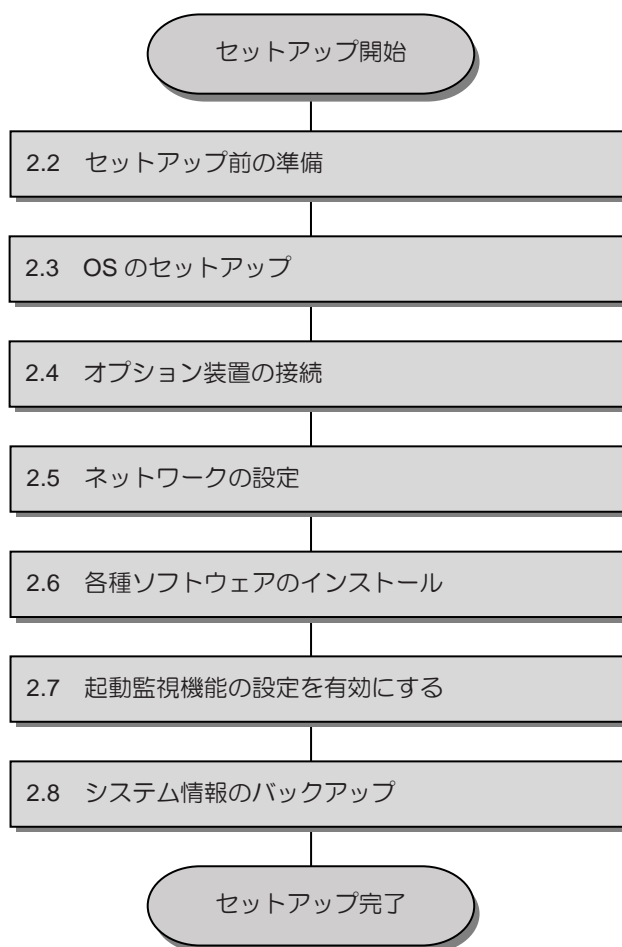 セットアップ開始
2.2 セットアップ前の準備
2.3 OS のセットアップ
2.4 オプション装置の接続
2.5 ネットワークの設定
2.6 各種ソフトウェアのインストール
2.7 起動監視機能の設定を有効にする
2.8 システム情報のバックアップ
セットアップ完了